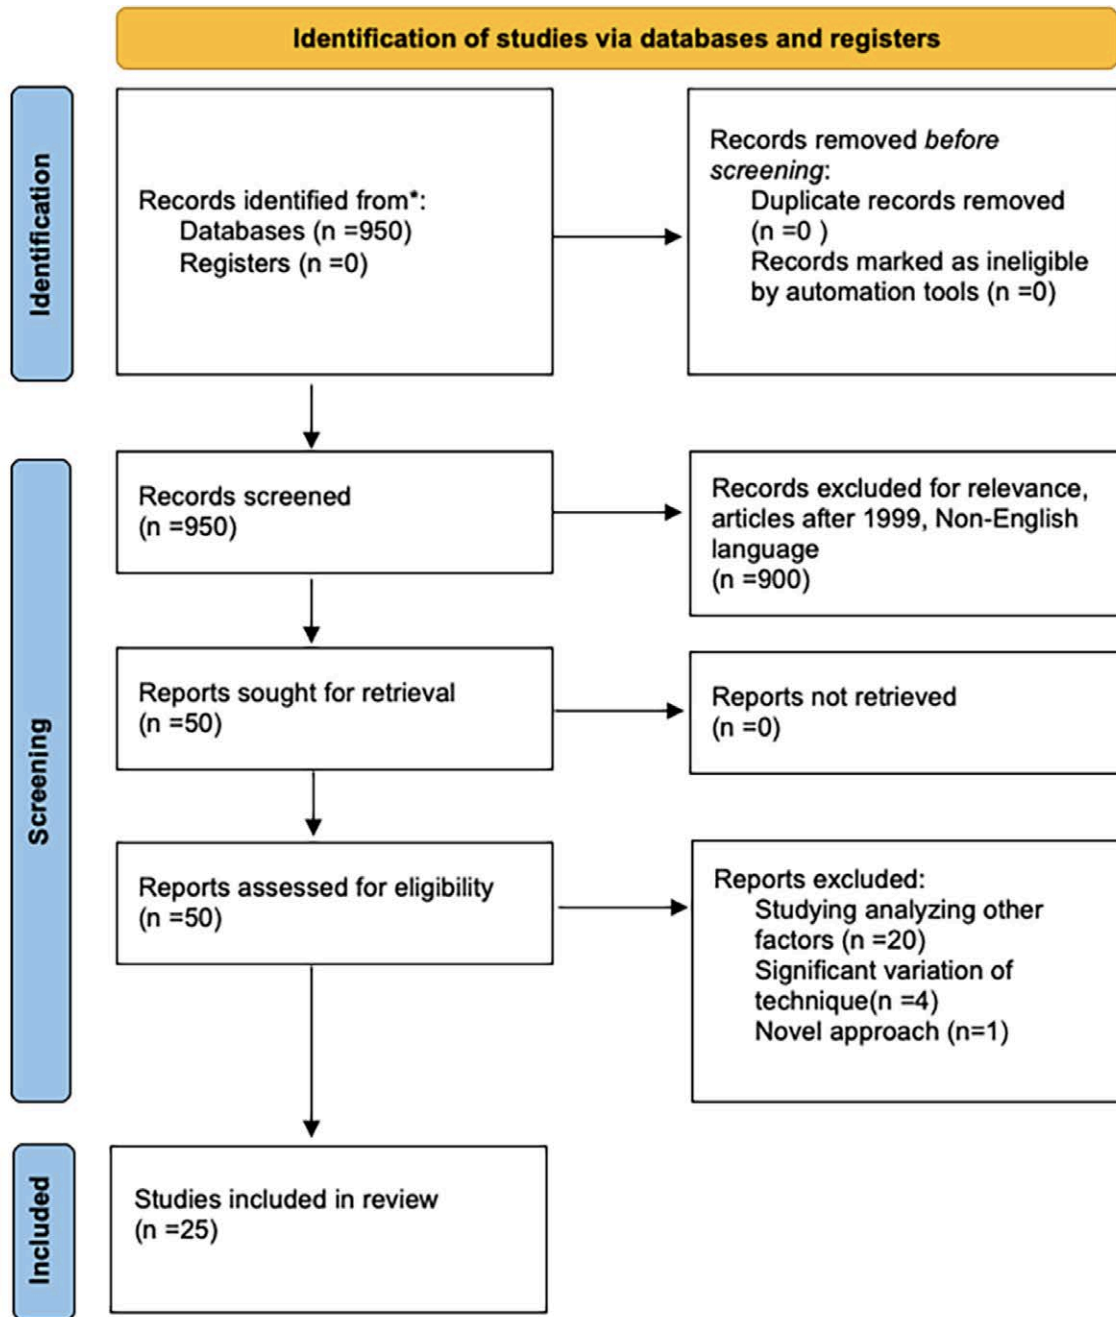 Identification of studies via databases and registers
Identification
Records identified from*:
Databases (n =950)
Registers (n =0)
Records removed before
screening:
Duplicate records removed
(n =0 )
Records marked as ineligible
by automation tools (n =0)
Screening
Records screened
(n =950)
Records excluded for relevance,
articles after 1999, Non-English
language
(n =900)
Reports sought for retrieval
(n =50)
Reports not retrieved
(n =0)
Reports assessed for eligibility
(n =50)
Reports excluded:
Studying analyzing other
factors (n =20)
Significant variation of
technique(n =4)
Novel approach (n=1)
Included
Studies included in review
(n =25)